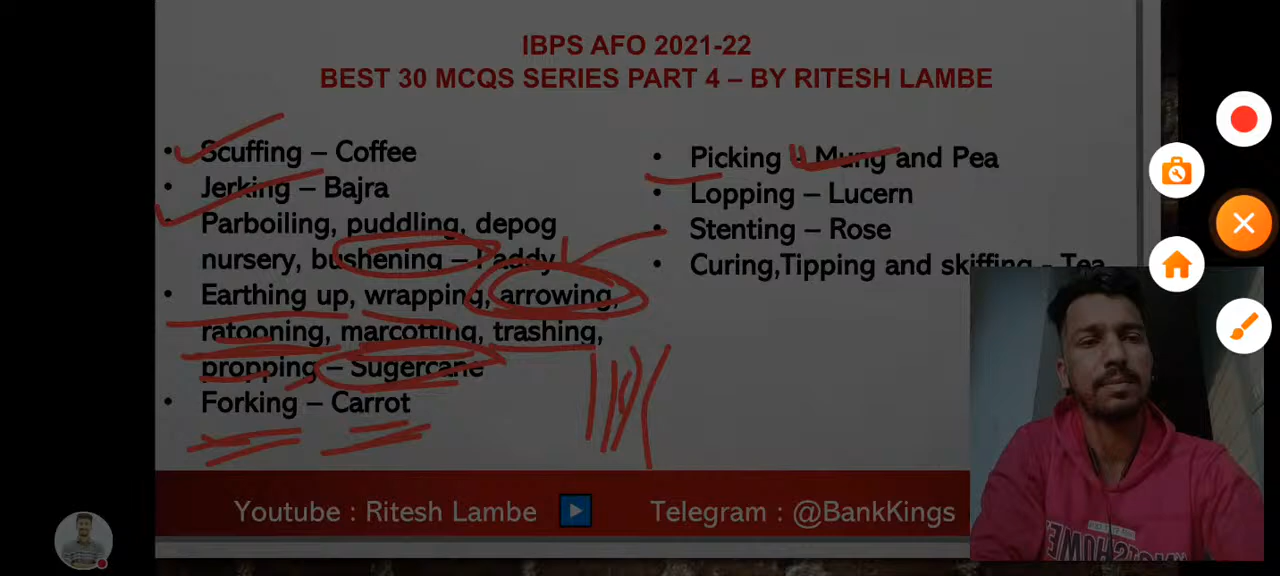 IBPS AFO 2021-22
BEST 30 MCQS SERIES PART 4 – BY RITESH LAMBE
• Scuffing – Coffee
• Jerking – Bajra
• Parboiling, puddling, depog
nursery, bushening – Paddy
• Earthing up, wrapping, arrowing,
ratooning, marcotting, trashing,
propping – Sugercane
• Forking – Carrot
• Picking – Mung and Pea
• Lopping – Lucern
• Stenting – Rose
• Curing,Tipping and skiffing - Tea
Youtube : Ritesh Lambe
Telegram : @BankKings